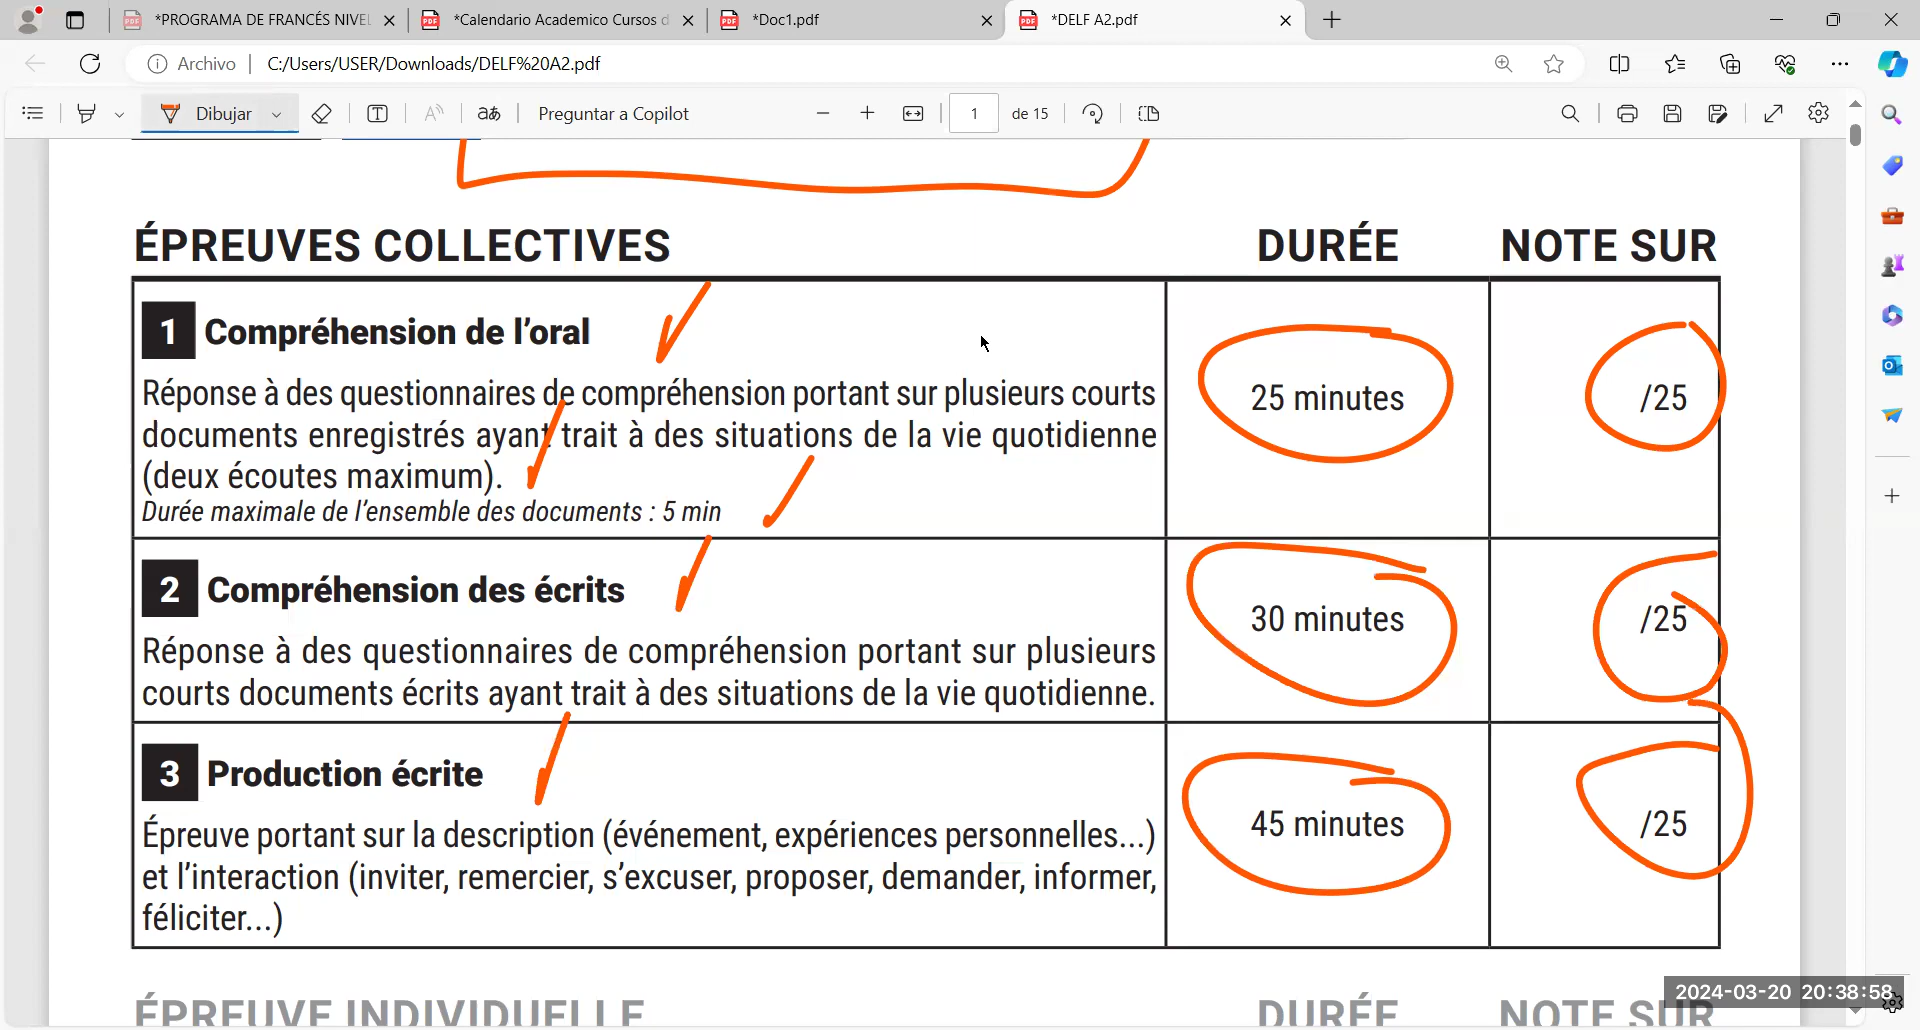 *PROGRAMA DE FRANCÉS NIVEL
*Calendario Academico Cursos d
*Doc1.pdf
*DELF A2.pdf
Archivo
C:/Users/USER/Downloads/DELF%20A2.pdf
Dibujar
T
A
aあ
Preguntar a Copilot
1
de 15
ÉPREUVES COLLECTIVES
DURÉE
NOTE SUR
1 Compréhension de l'oral
Réponse à des questionnaires de compréhension portant sur plusieurs courts
documents enregistrés ayant trait à des situations de la vie quotidienne
(deux écoutes maximum).
Durée maximale de l'ensemble des documents : 5 min
25 minutes
/25
2 Compréhension des écrits
Réponse à des questionnaires de compréhension portant sur plusieurs
courts documents écrits ayant trait à des situations de la vie quotidienne.
30 minutes
/25
3 Production écrite
Épreuve portant sur la description (événement, expériences personnelles...)
et l'interaction (inviter, remercier, s'excuser, proposer, demander, informer,
féliciter...)
45 minutes
/25
ÉPREUVE INDIVIDUELLE
DURÉE
NOTE SUR
2024-03-20 20:38:58